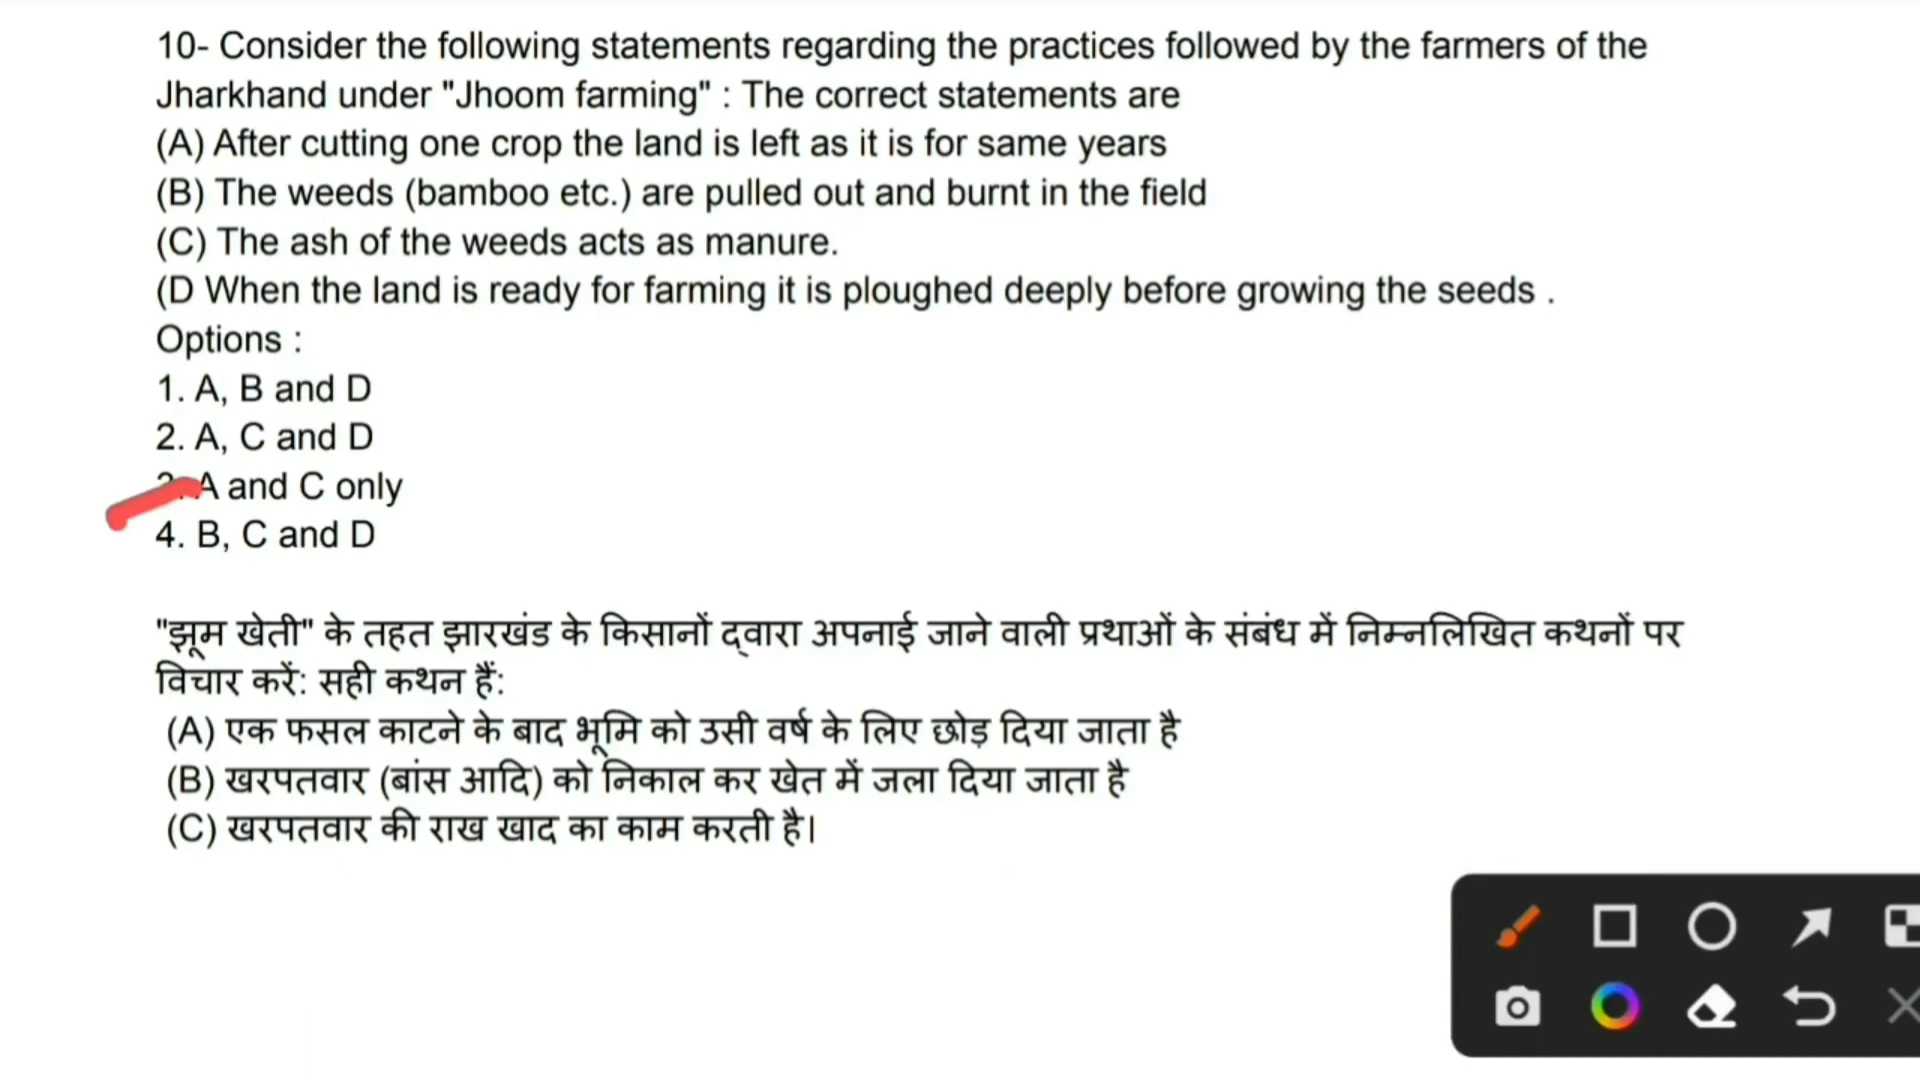 10- Consider the following statements regarding the practices followed by the farmers of the
Jharkhand under "Jhoom farming" : The correct statements are
(A) After cutting one crop the land is left as it is for same years
(B) The weeds (bamboo etc.) are pulled out and burnt in the field
(C) The ash of the weeds acts as manure.
(D When the land is ready for farming it is ploughed deeply before growing the seeds .
Options :
1. A, B and D
2. A, C and D
3. A and C only
4. B, C and D
"झूम खेती" के तहत झारखंड के किसानों द्वारा अपनाई जाने वाली प्रथाओं के संबंध में निम्नलिखित कथनों पर
विचार करें: सही कथन हैं:
(A) एक फसल काटने के बाद भूमि को उसी वर्ष के लिए छोड़ दिया जाता है
(B) खरपतवार (बांस आदि) को निकाल कर खेत में जला दिया जाता है
(C) खरपतवार की राख खाद का काम करती है।